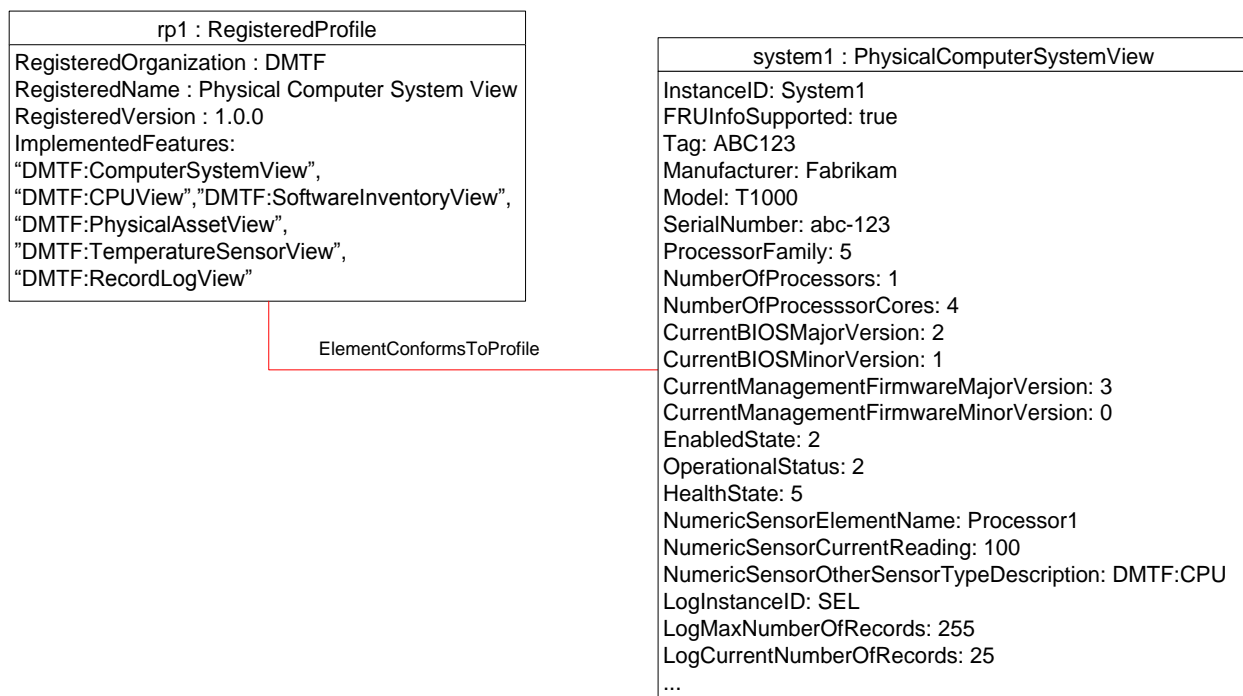 rp1 : RegisteredProfile
RegisteredOrganization : DMTF
RegisteredName : Physical Computer System View
RegisteredVersion : 1.0.0
ImplementedFeatures:
“DMTF:ComputerSystemView”,
“DMTF:CPUView”,”DMTF:SoftwareInventoryView”,
“DMTF:PhysicalAssetView”,
”DMTF:TemperatureSensorView”,
“DMTF:RecordLogView”
ElementConformsToProfile
system1 : PhysicalComputerSystemView
InstanceID: System1
FRUInfoSupported: true
Tag: ABC123
Manufacturer: Fabrikam
Model: T1000
SerialNumber: abc-123
ProcessorFamily: 5
NumberOfProcessors: 1
NumberOfProcesssorCores: 4
CurrentBIOSMajorVersion: 2
CurrentBIOSMinorVersion: 1
CurrentManagementFirmwareMajorVersion: 3
CurrentManagementFirmwareMinorVersion: 0
EnabledState: 2
OperationalStatus: 2
HealthState: 5
NumericSensorElementName: Processor1
NumericSensorCurrentReading: 100
NumericSensorOtherSensorTypeDescription: DMTF:CPU
LogInstanceID: SEL
LogMaxNumberOfRecords: 255
LogCurrentNumberOfRecords: 25
...